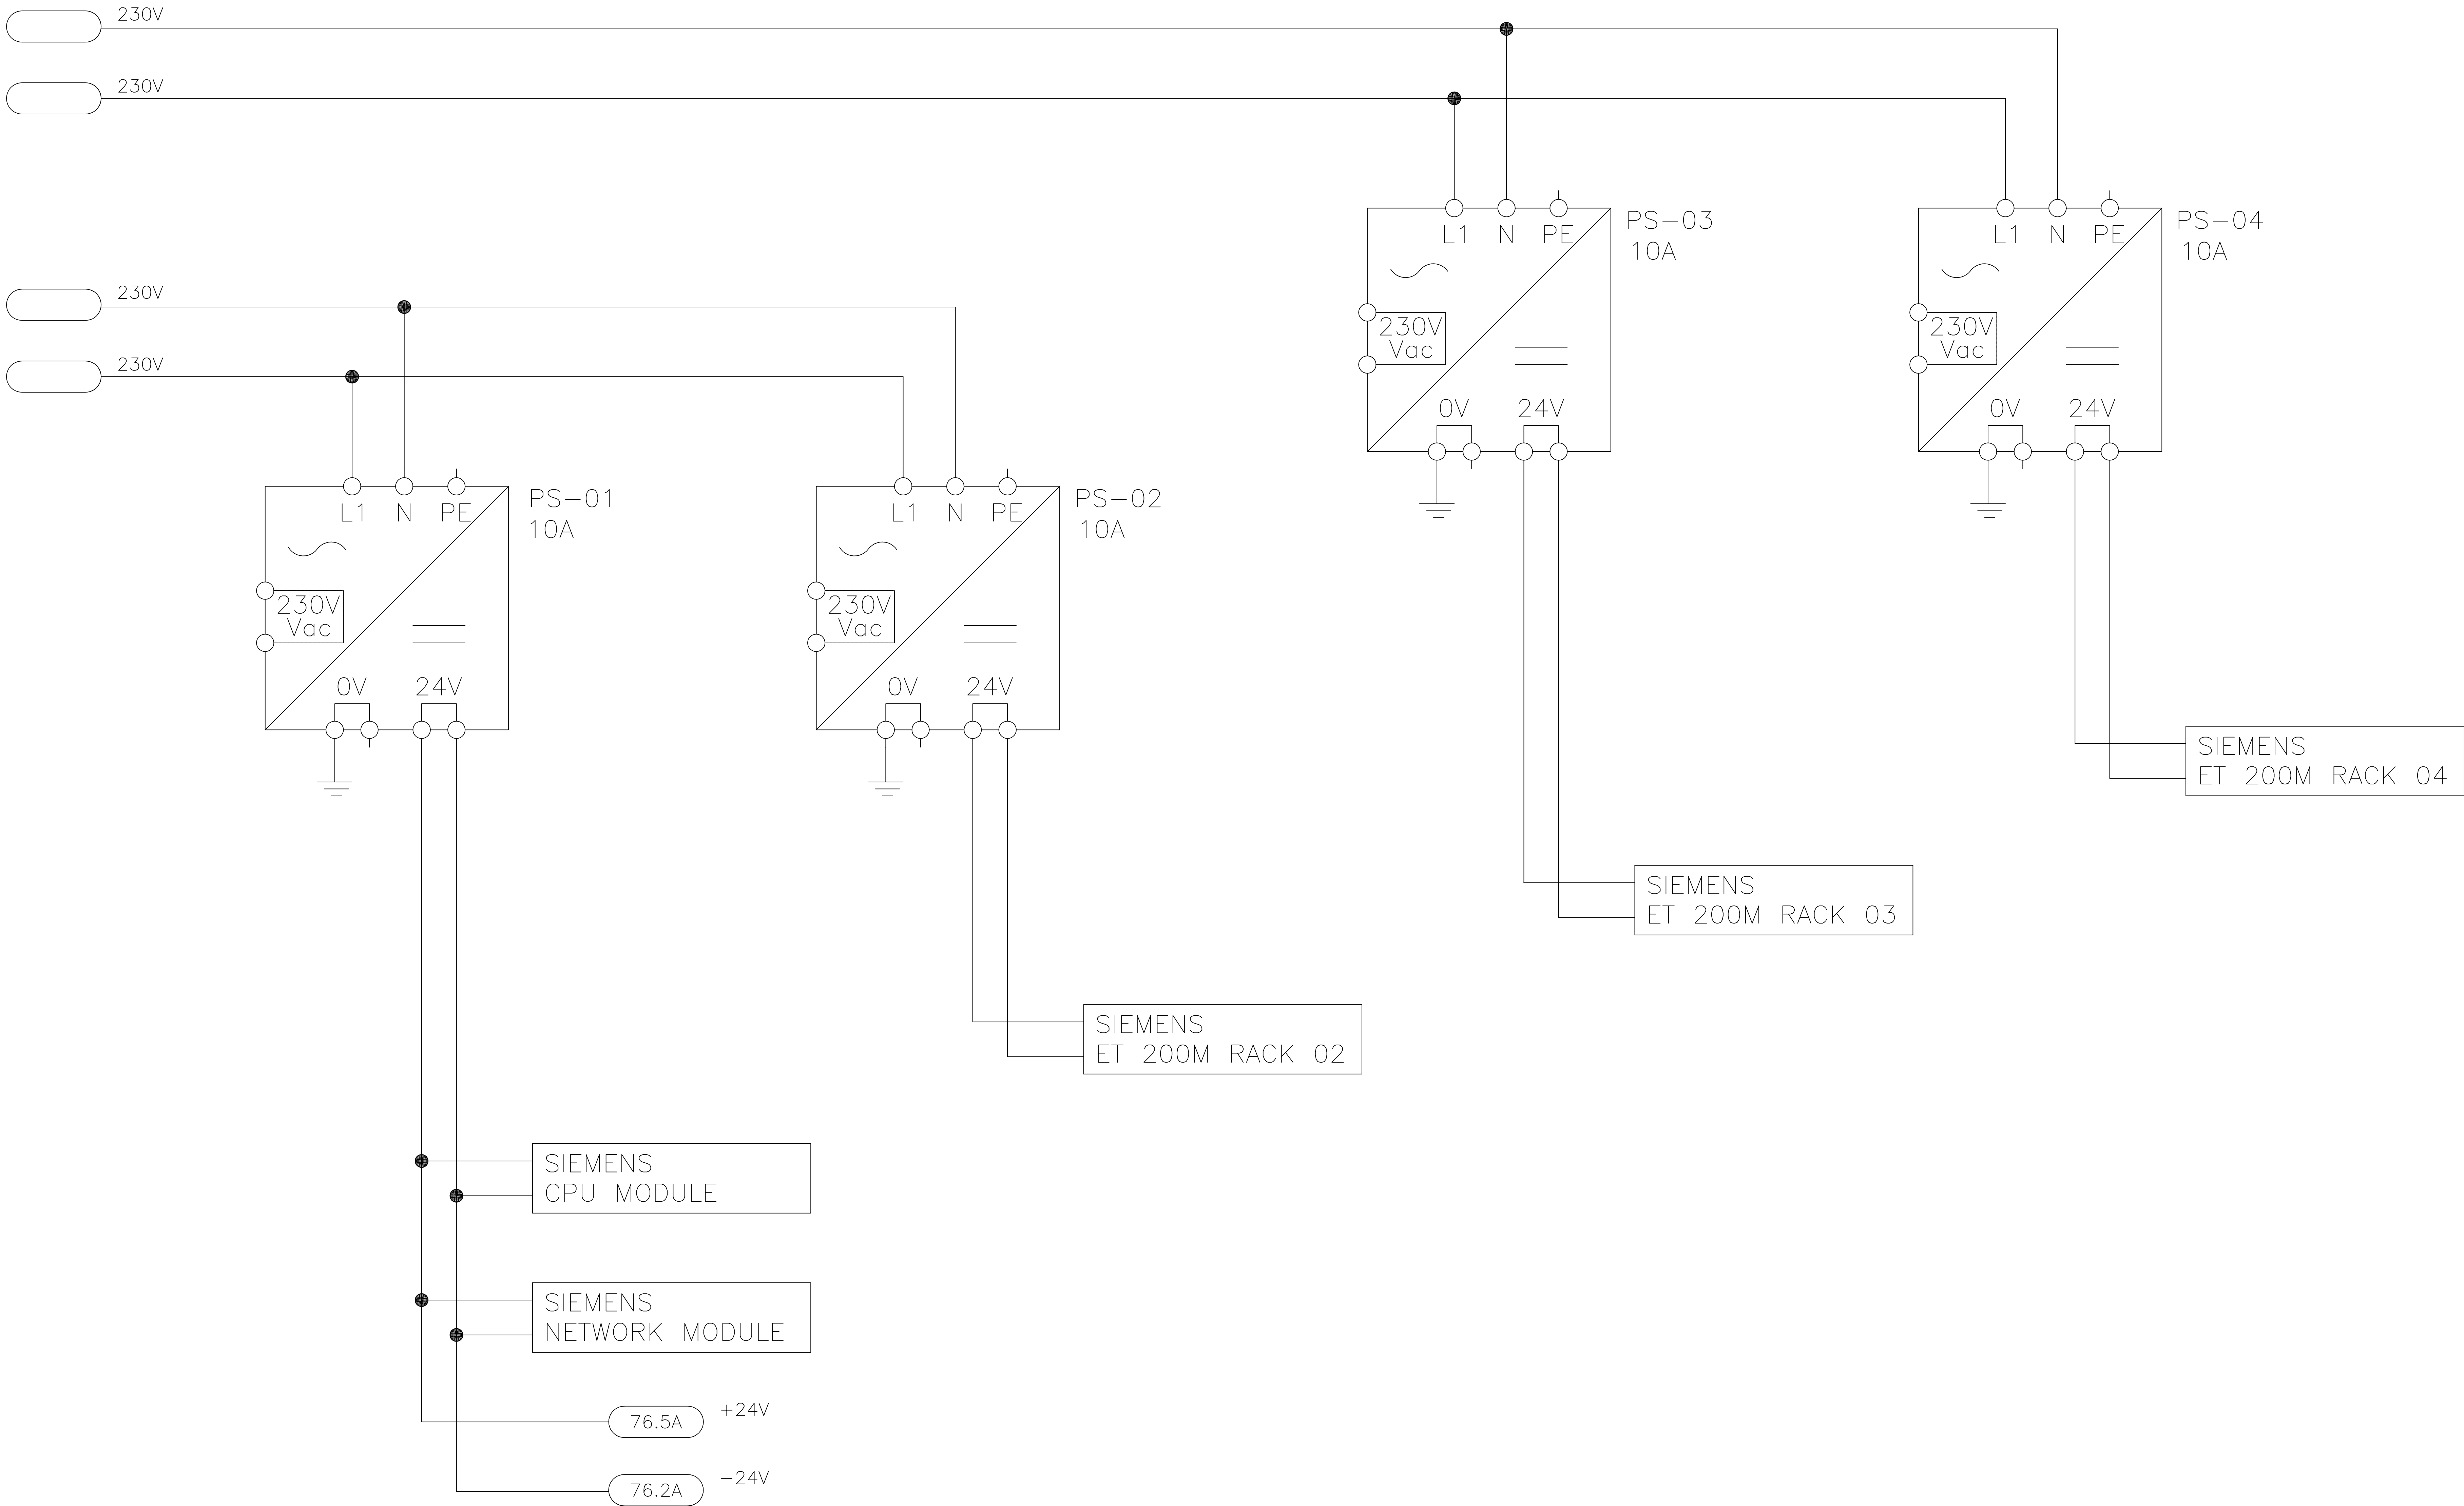 230V
230V
PS-03
10A
L1 N PE
230V
Vac
0V 24V
PS-04
10A
L1 N PE
230V
Vac
0V 24V
230V
230V
PS-01
10A
L1 N PE
230V
Vac
0V 24V
PS-02
10A
L1 N PE
230V
Vac
0V 24V
SIEMENS
ET 200M RACK 04
SIEMENS
ET 200M RACK 03
SIEMENS
ET 200M RACK 02
SIEMENS
CPU MODULE
SIEMENS
NETWORK MODULE
76.5A +24V
76.2A -24V